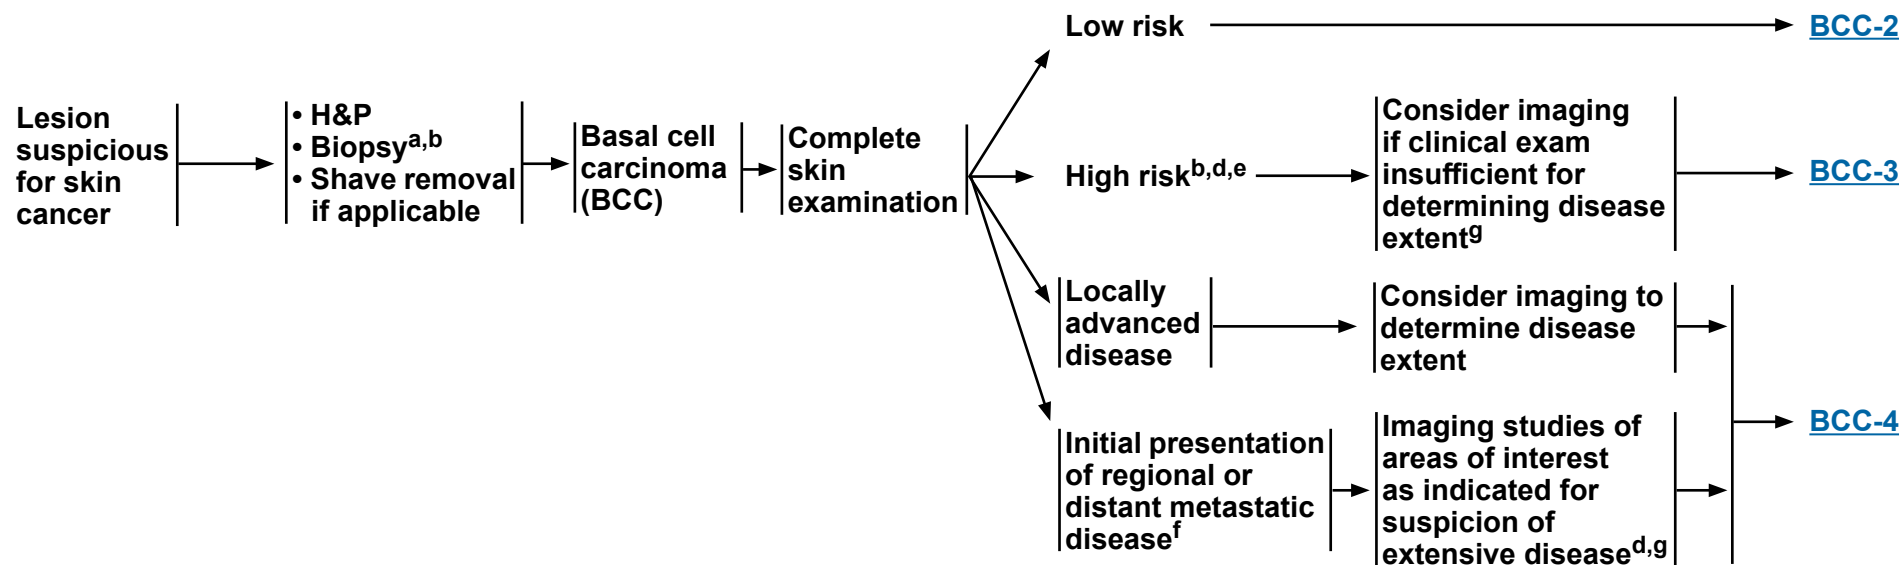 Lesion
suspicious
for skin
cancer
• H&P
• Biopsya,b
• Shave removal
if applicable
Basal cell
carcinoma
(BCC)
Complete
skin
examination
Low risk
BCC-2
High riskb,d,e
Consider imaging
if clinical exam
insufficient for
determining disease
extentg
BCC-3
Locally
advanced
disease
Consider imaging to
determine disease
extent
Initial presentation
of regional or
distant metastatic
diseasef
Imaging studies of
areas of interest
as indicated for
suspicion of
extensive diseased,g
BCC-4